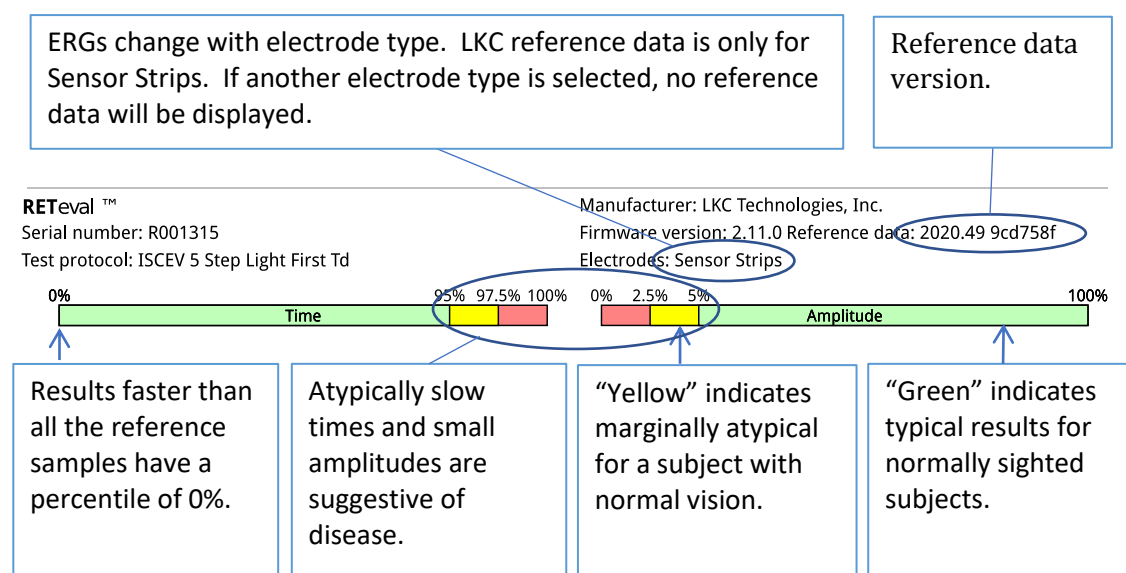 ERGs change with electrode type.  LKC reference data is only for
Sensor Strips.  If another electrode type is selected, no reference
data will be displayed.
Reference data
version.
RETeval ™
Serial number: R001315
Test protocol: ISCEV 5 Step Light First Td
Manufacturer: LKC Technologies, Inc.
Firmware version: 2.11.0 Reference data: 2020.49 9cd758f
Electrodes: Sensor Strips
0% 95% 97.5% 100% 0% 2.5% 5% 100%
Time Amplitude
Results faster than
all the reference
samples have a
percentile of 0%.
Atypically slow
times and small
amplitudes are
suggestive of
disease.
“Yellow” indicates
marginally atypical
for a subject with
normal vision.
“Green” indicates
typical results for
normally sighted
subjects.